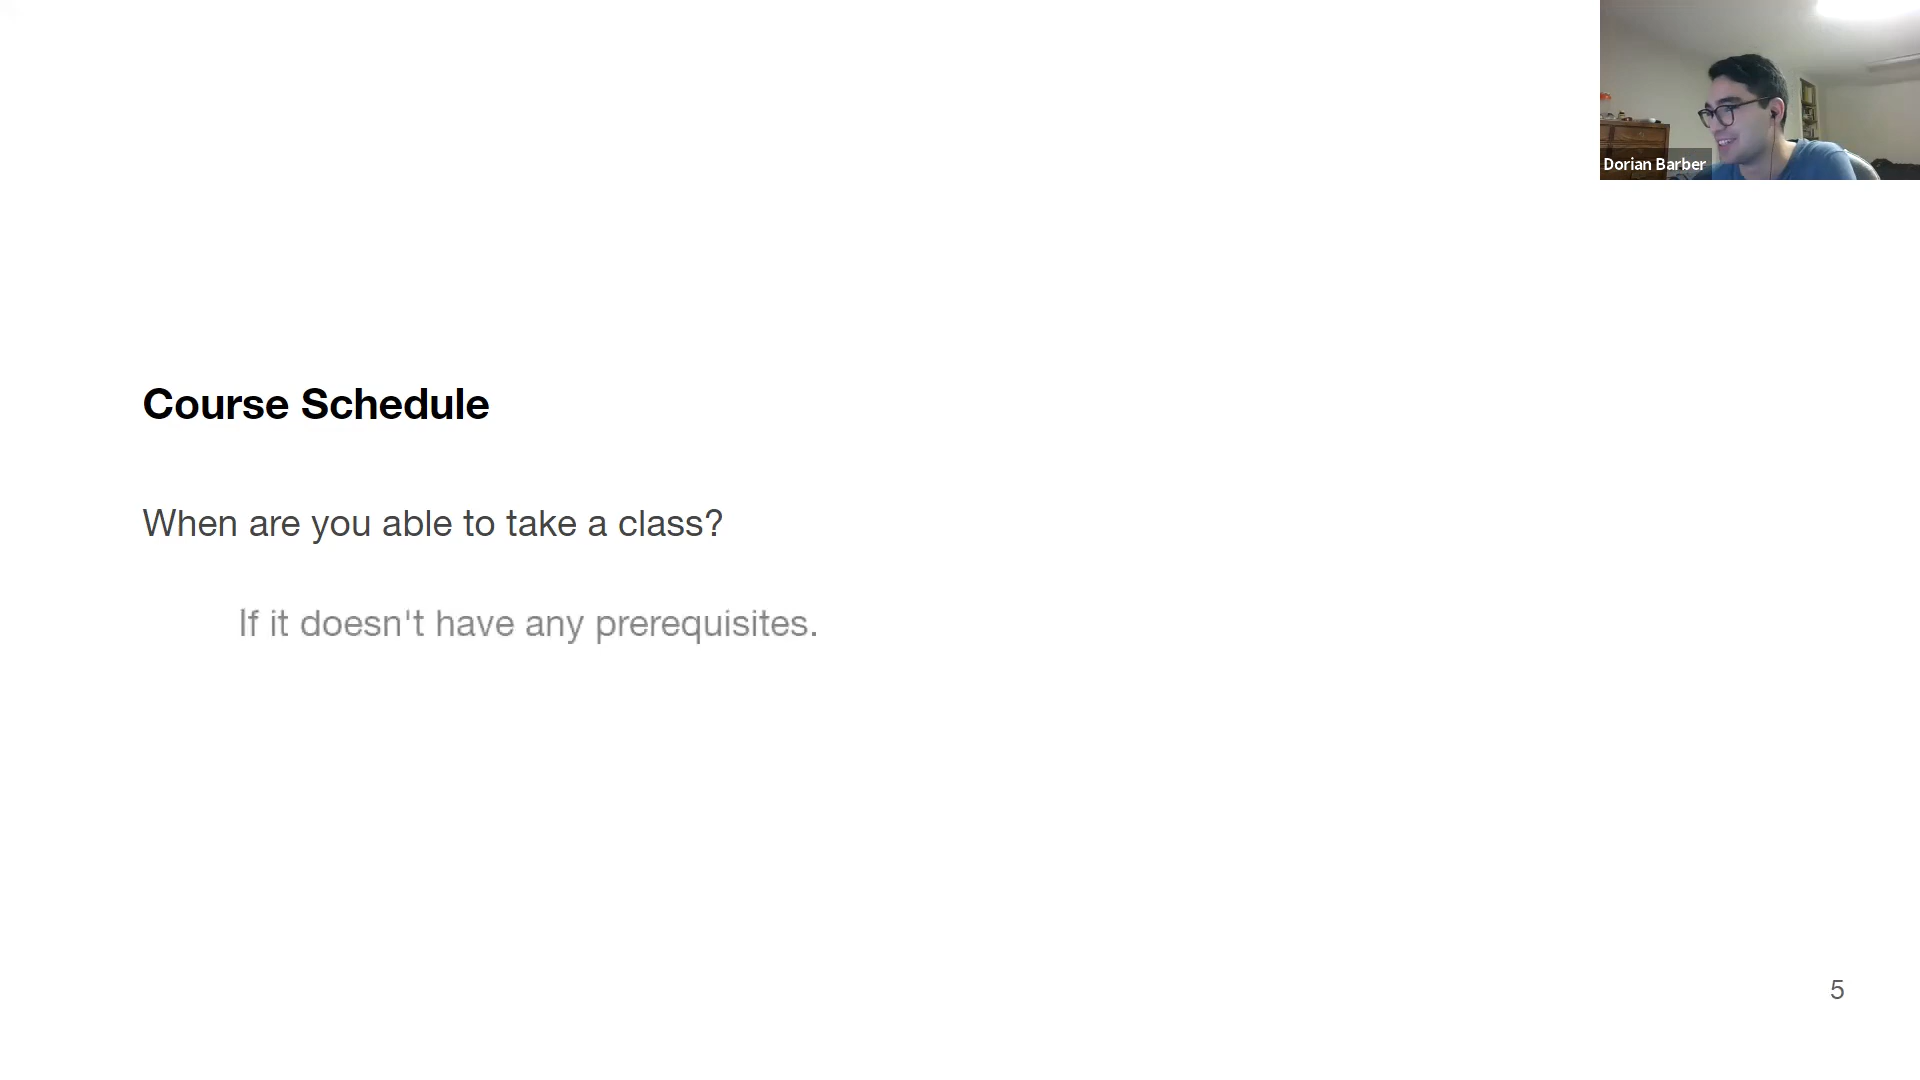 Dorian Barber
Course Schedule
When are you able to take a class?
If it doesn't have any prerequisites.
5